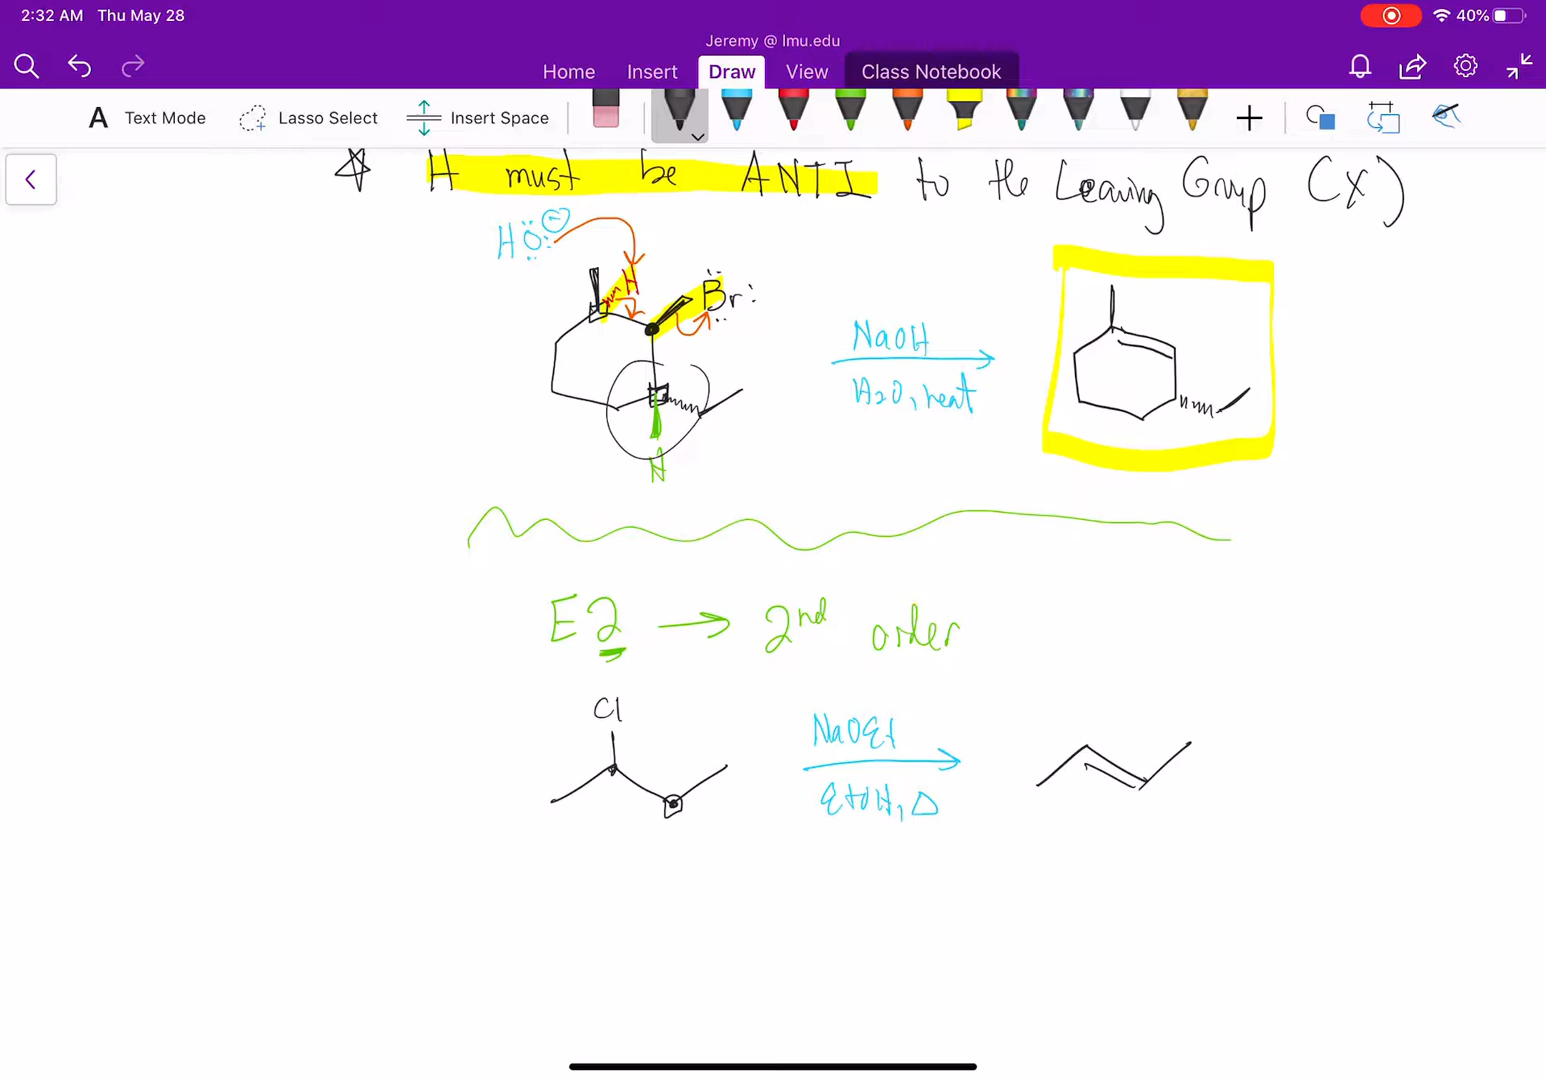 2:32 AM Thu May 28
40%
Jeremy @ lmu.edu
Home Insert Draw View Class Notebook
A Text Mode Lasso Select Insert Space
H must be ANTI to the Leaving Group (X)
HO:⊖
H
Br:
NaOH
H2O, heat
H
E2 → 2nd order
Cl
NaOEt
EtOH, Δ